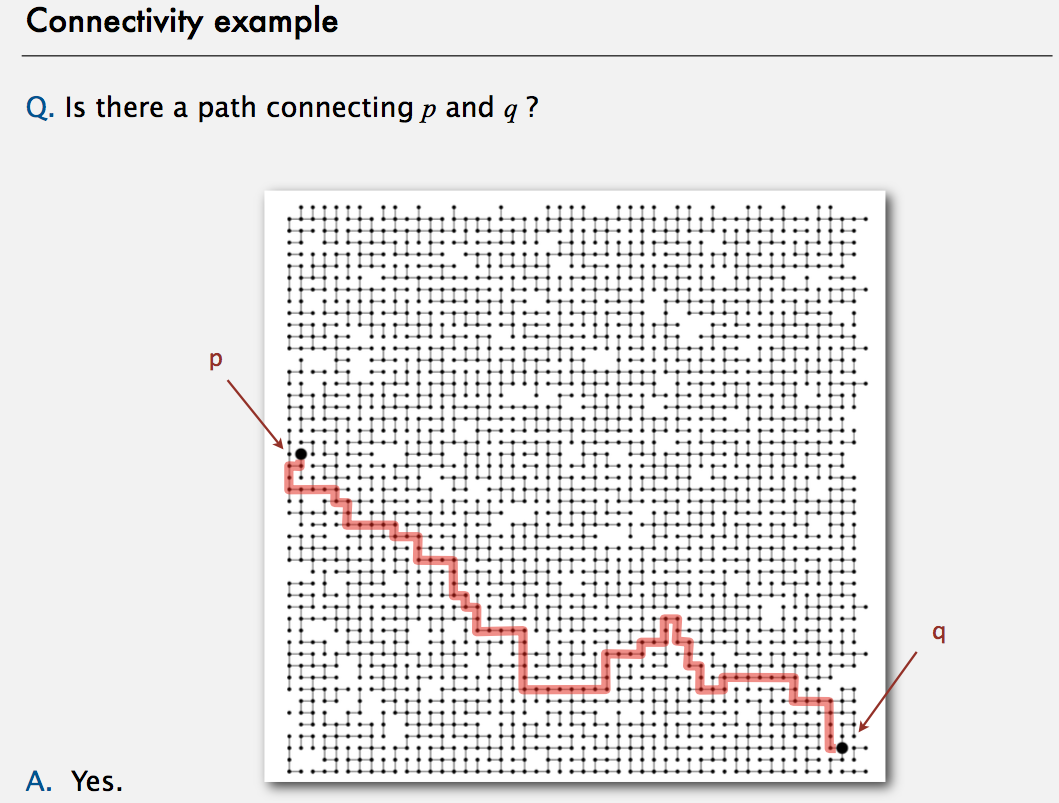 Connectivity example
Q. Is there a path connecting p and q ?
p
q
A. Yes.